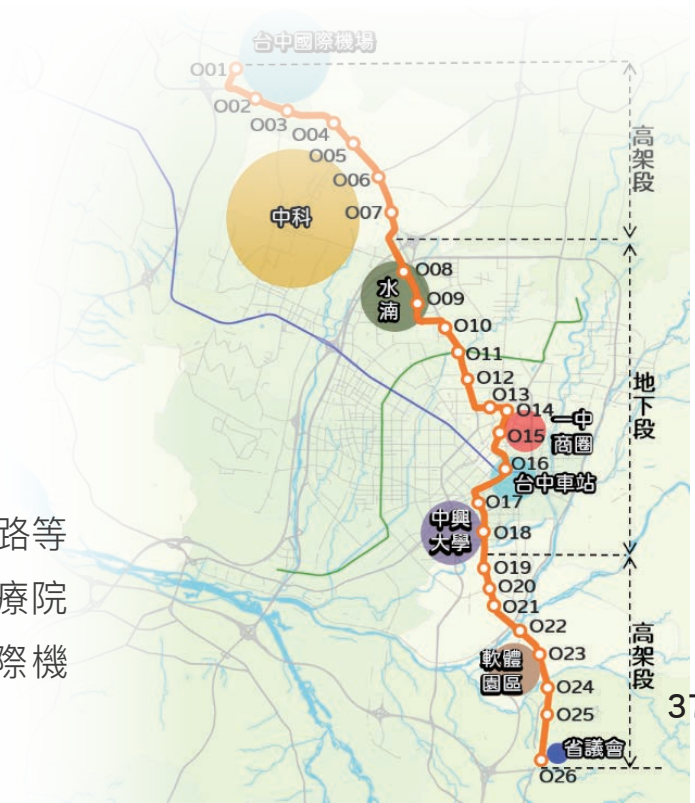 台中國際機場
O01
O02
O03
O04
O05
O06
O07
中科
高架段
O08
水湳
O09
O10
O11
O12
O13
O14
一中
商圈
O15
O16
台中車站
地下段
O17
中興
大學
O18
O19
O20
O21
O22
O23
軟體
園區
O24
O25
高架段
省議會
O26
路等
療院
際機
37